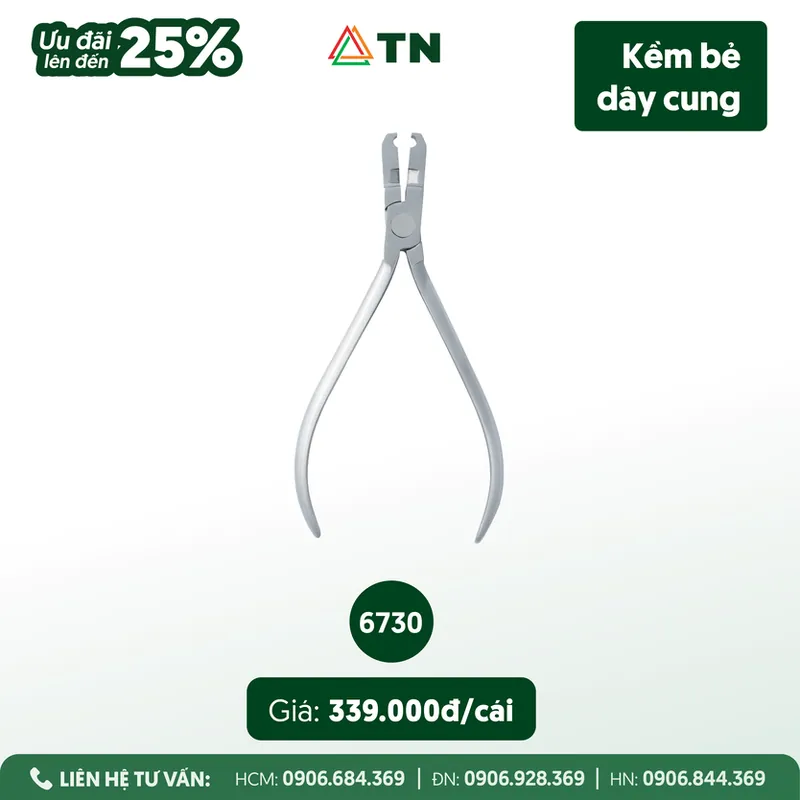 Ưu đãi
lên đến 25%
TN
Kềm bẻ
dây cung
6730
Giá: 339.000đ/cái
LIÊN HỆ TƯ VẤN: HCM: 0906.684.369 | ĐN: 0906.928.369 | HN: 0906.844.369